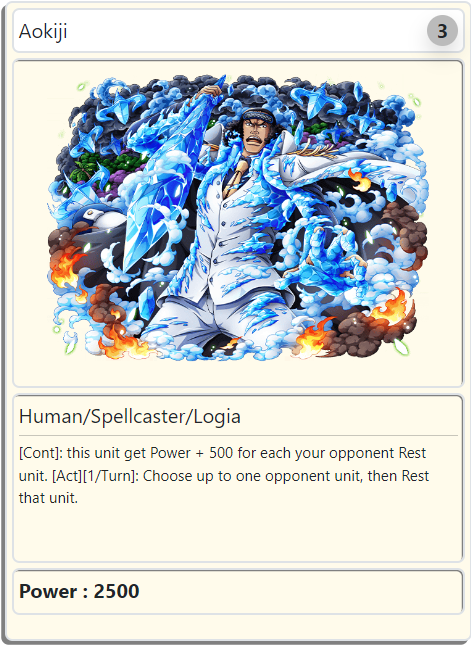 Aokiji
3
Human/Spellcaster/Logia
[Cont]: this unit get Power + 500 for each your opponent Rest
unit. [Act][1/Turn]: Choose up to one opponent unit, then Rest
that unit.
Power : 2500